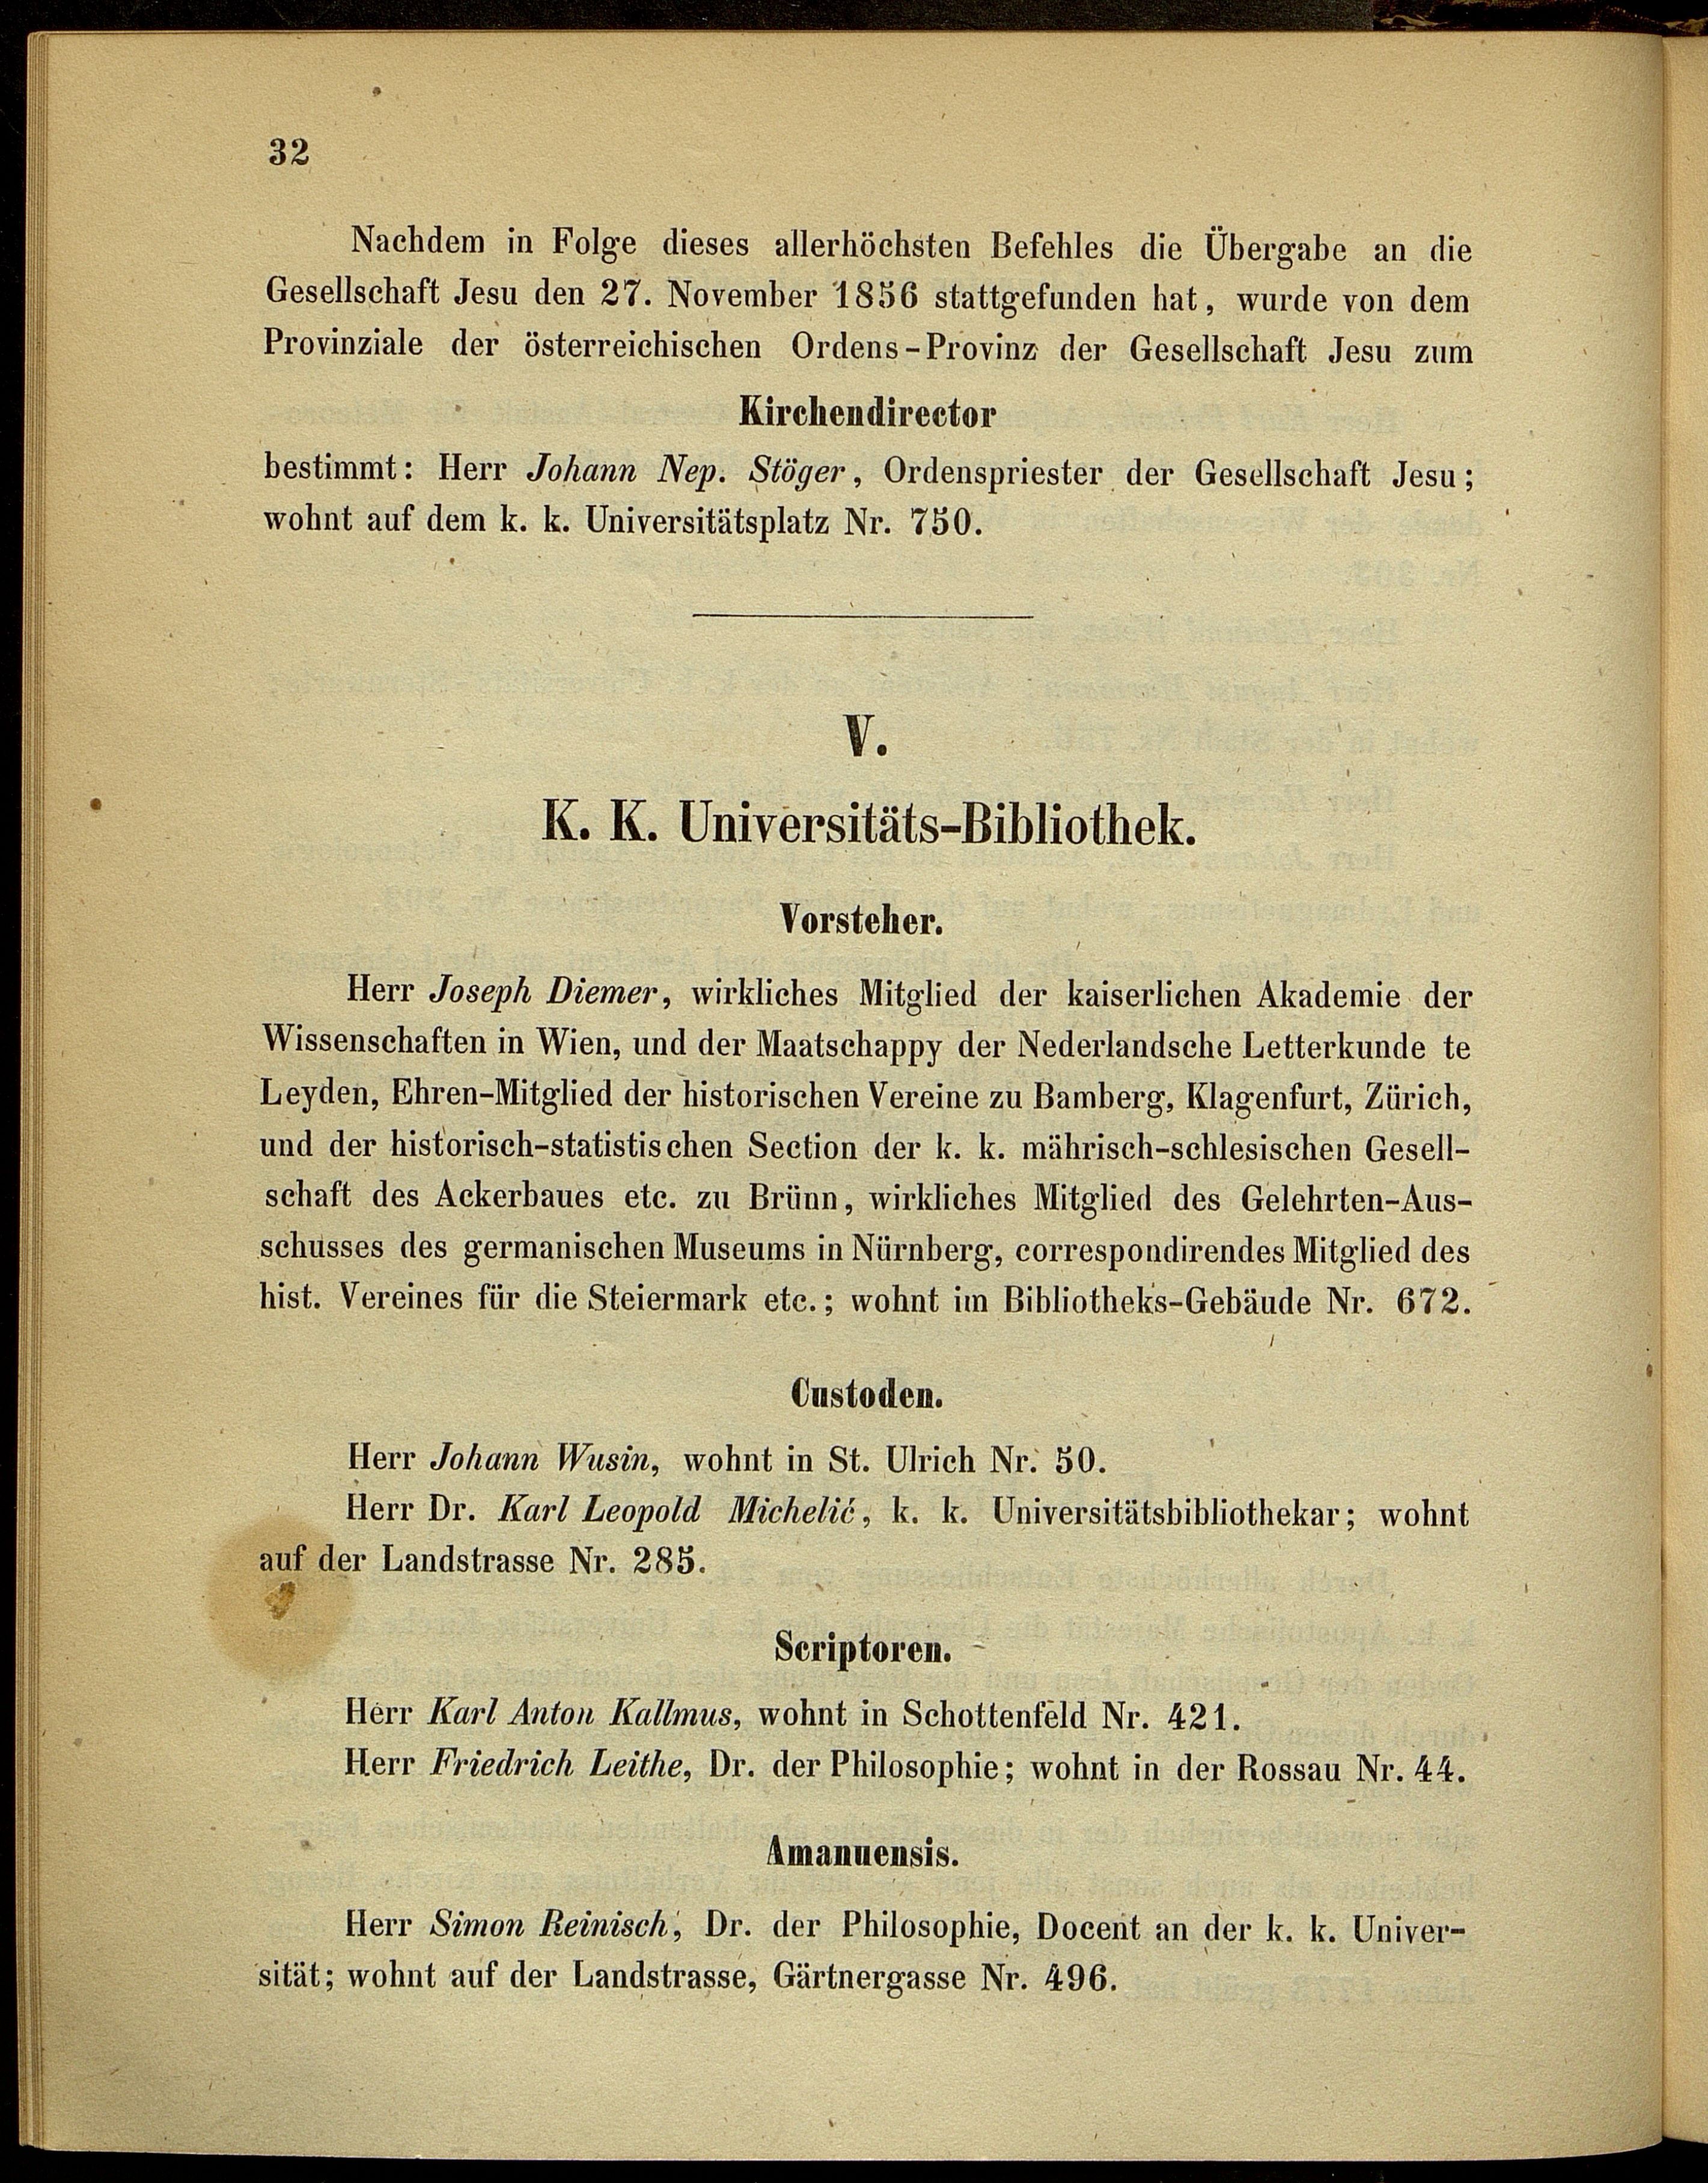 32
Nachdem in Folge dieses allerhöchsten Befehles die Übergabe an die
Gesellschaft Jesu den 27. November 1856 stattgefunden hat, wurde von dem
Provinziale der österreichischen Ordens-Provinz der Gesellschaft Jesu zum
Kirchendirector
bestimmt: Herr Johann Nep. Stöger, Ordenspriester der Gesellschaft Jesu;
wohnt auf dem k. k. Universitätsplatz Nr. 750.
V.
K. K. Universitäts-Bibliothek.
Vorsteher.
Herr Joseph Diemer, wirkliches Mitglied der kaiserlichen Akademie der
Wissenschaften in Wien, und der Maatschappy der Nederlandsche Letterkunde te
Leyden, Ehren-Mitglied der historischen Vereine zu Bamberg, Klagenfurt, Zürich,
und der historisch-statistischen Section der k. k. mährisch-schlesischen Gesell-
schaft des Ackerbaues etc. zu Brünn, wirkliches Mitglied des Gelehrten-Aus-
schusses des germanischen Museums in Nürnberg, correspondirendes Mitglied des
hist. Vereines für die Steiermark etc.; wohnt im Bibliotheks-Gebäude Nr. 672.
Custoden.
Herr Johann Wusin, wohnt in St. Ulrich Nr. 50.
Herr Dr. Karl Leopold Michelić, k. k. Universitätsbibliothekar; wohnt
auf der Landstrasse Nr. 285.
Scriptoren.
Herr Karl Anton Kallmus, wohnt in Schottenfeld Nr. 421.
Herr Friedrich Leithe, Dr. der Philosophie; wohnt in der Rossau Nr. 44.
Amanuensis.
Herr Simon Reinisch, Dr. der Philosophie, Docent an der k. k. Univer-
sität; wohnt auf der Landstrasse, Gärtnergasse Nr. 496.